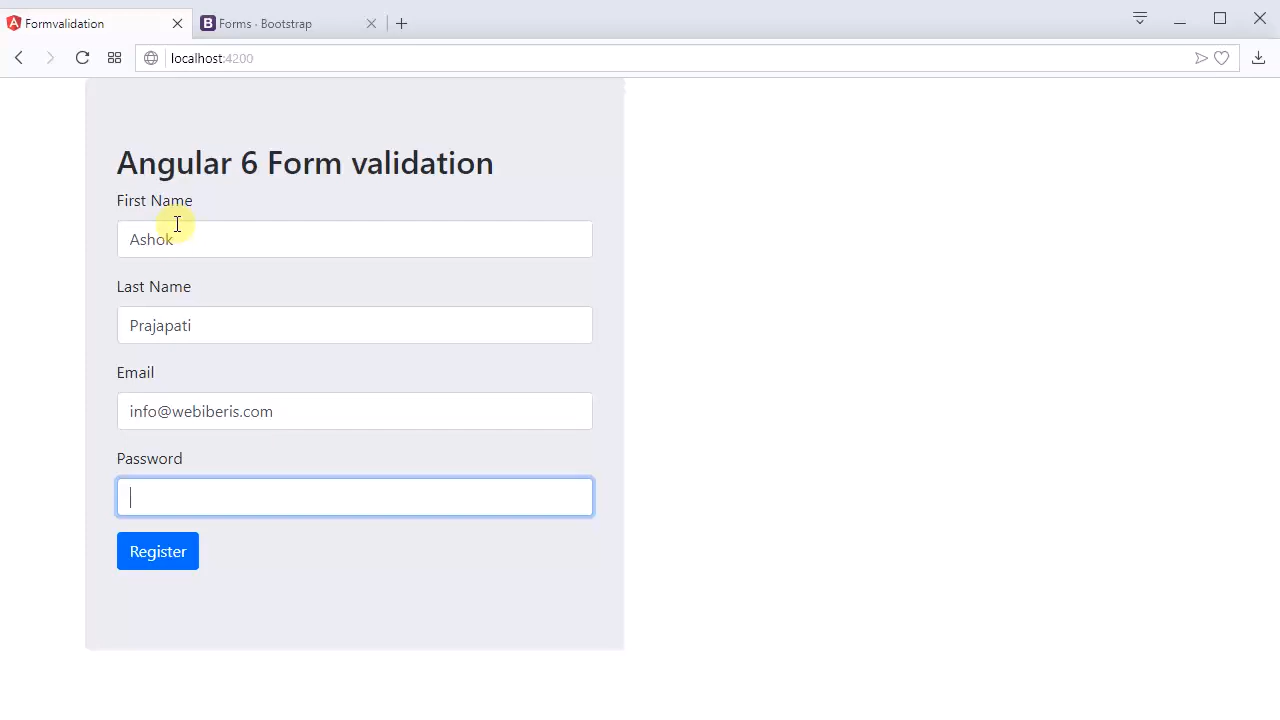 Formvalidation
B Forms · Bootstrap
localhost:4200
Angular 6 Form validation
First Name
Ashok
Last Name
Prajapati
Email
info@webiberis.com
Password
Register